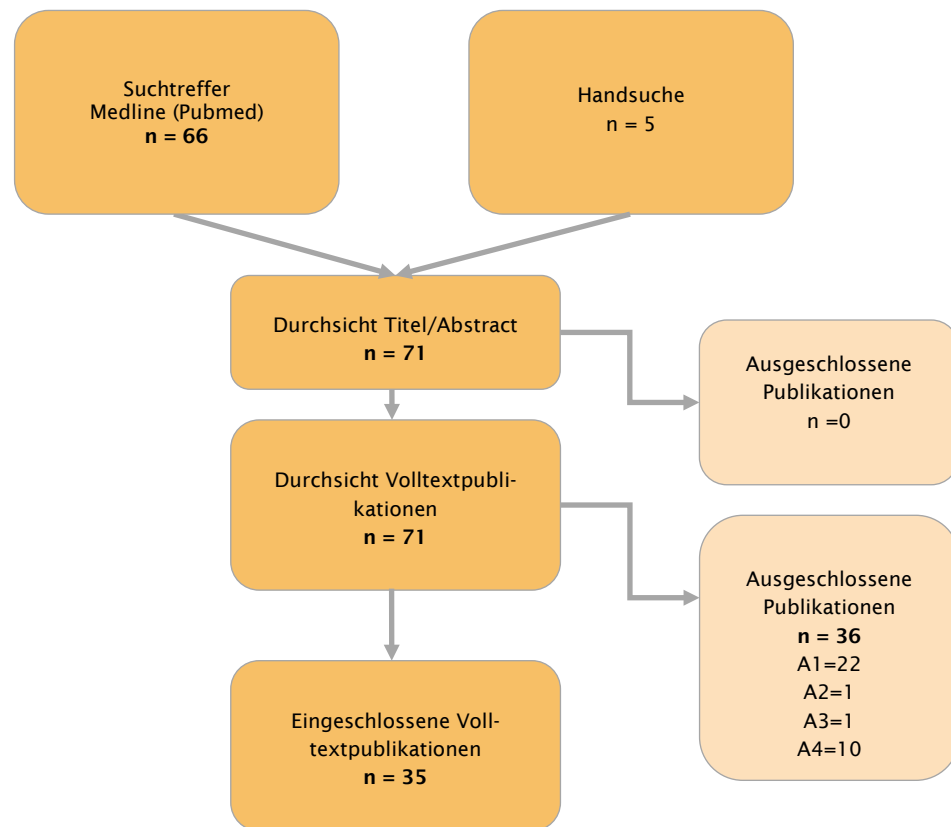 Suchtreffer
Medline (Pubmed)
n = 66
Handsuche
n = 5
Durchsicht Titel/Abstract
n = 71
Ausgeschlossene
Publikationen
n =0
Durchsicht Volltextpubli-
kationen
n = 71
Ausgeschlossene
Publikationen
n = 36
A1=22
A2=1
A3=1
A4=10
Eingeschlossene Voll-
textpublikationen
n = 35